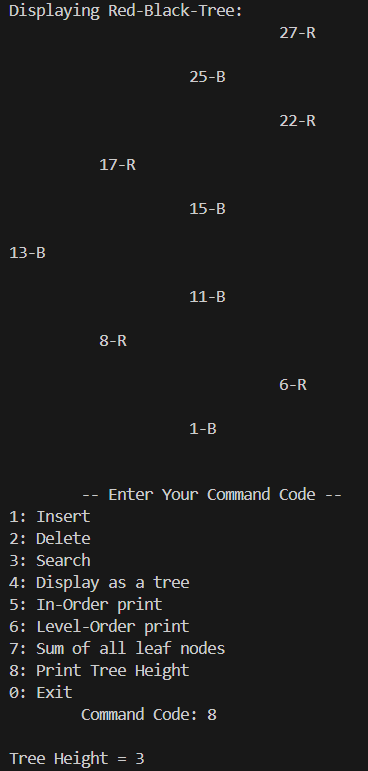 Displaying Red-Black-Tree:
27-R
25-B
22-R
17-R
15-B
13-B
11-B
8-R
6-R
1-B
-- Enter Your Command Code --
1: Insert
2: Delete
3: Search
4: Display as a tree
5: In-Order print
6: Level-Order print
7: Sum of all leaf nodes
8: Print Tree Height
0: Exit
Command Code: 8
Tree Height = 3